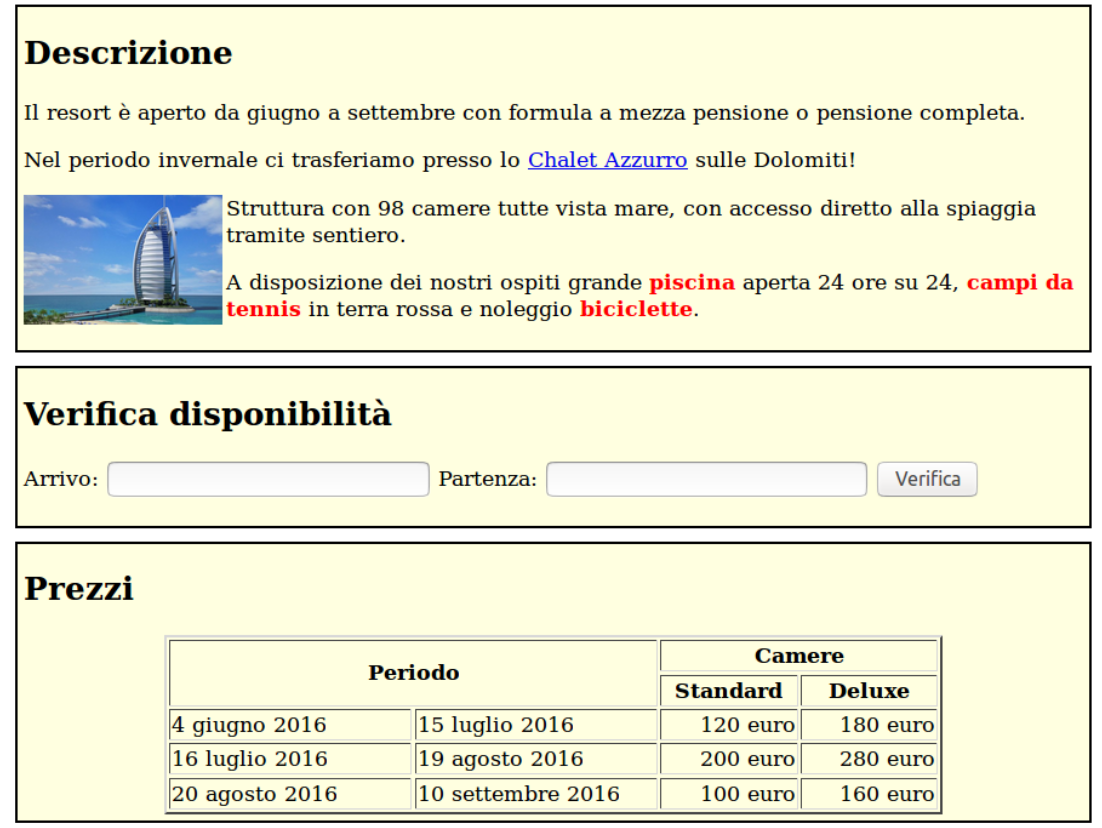 Descrizione
Il resort è aperto da giugno a settembre con formula a mezza pensione o pensione completa.
Nel periodo invernale ci trasferiamo presso lo Chalet Azzurro sulle Dolomiti!
Struttura con 98 camere tutte vista mare, con accesso diretto alla spiaggia
tramite sentiero.
A disposizione dei nostri ospiti grande piscina aperta 24 ore su 24, campi da
tennis in terra rossa e noleggio biciclette.
Verifica disponibilità
Arrivo: Partenza: Verifica
Prezzi
Periodo Camere
Standard Deluxe
4 giugno 2016 15 luglio 2016 120 euro 180 euro
16 luglio 2016 19 agosto 2016 200 euro 280 euro
20 agosto 2016 10 settembre 2016 100 euro 160 euro